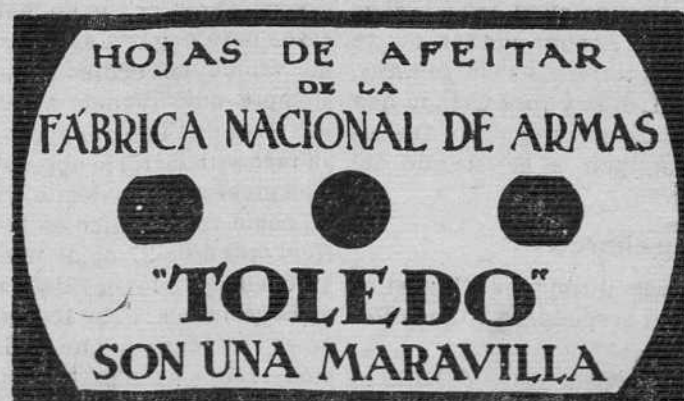 HOJAS DE AFEITAR
DE LA
FÁBRICA NACIONAL DE ARMAS
"TOLEDO"
SON UNA MARAVILLA